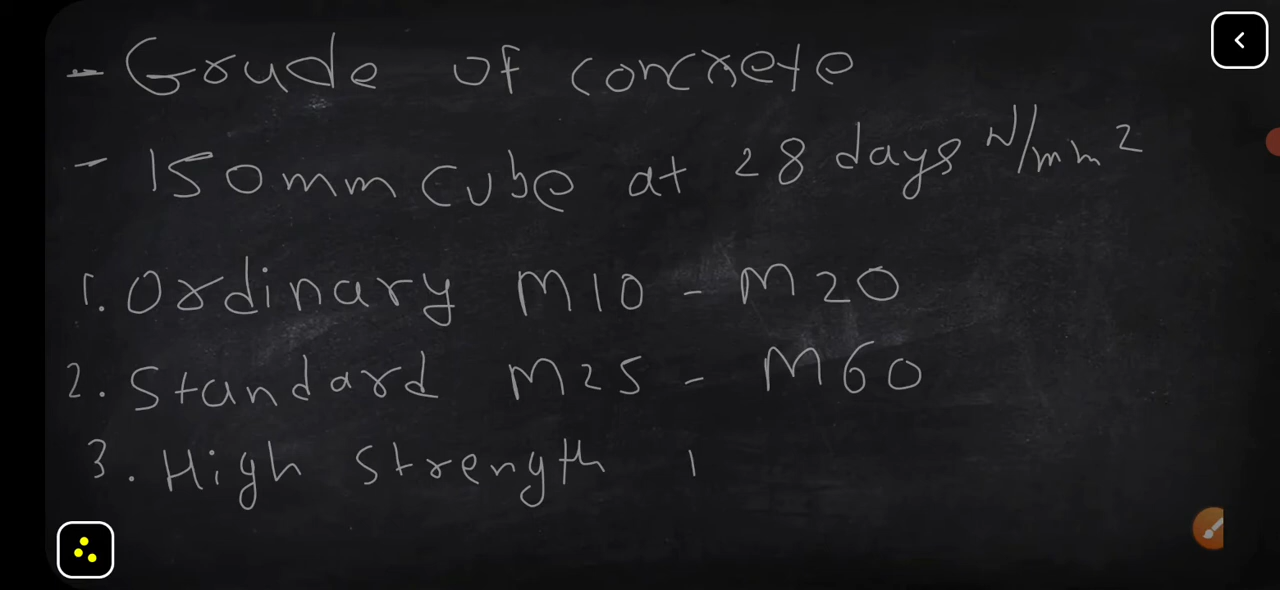 - Grade of concrete
- 150mm cube at 28 days N/mm2
1. Ordinary M10 - M20
2. Standard M25 - M60
3. High strength